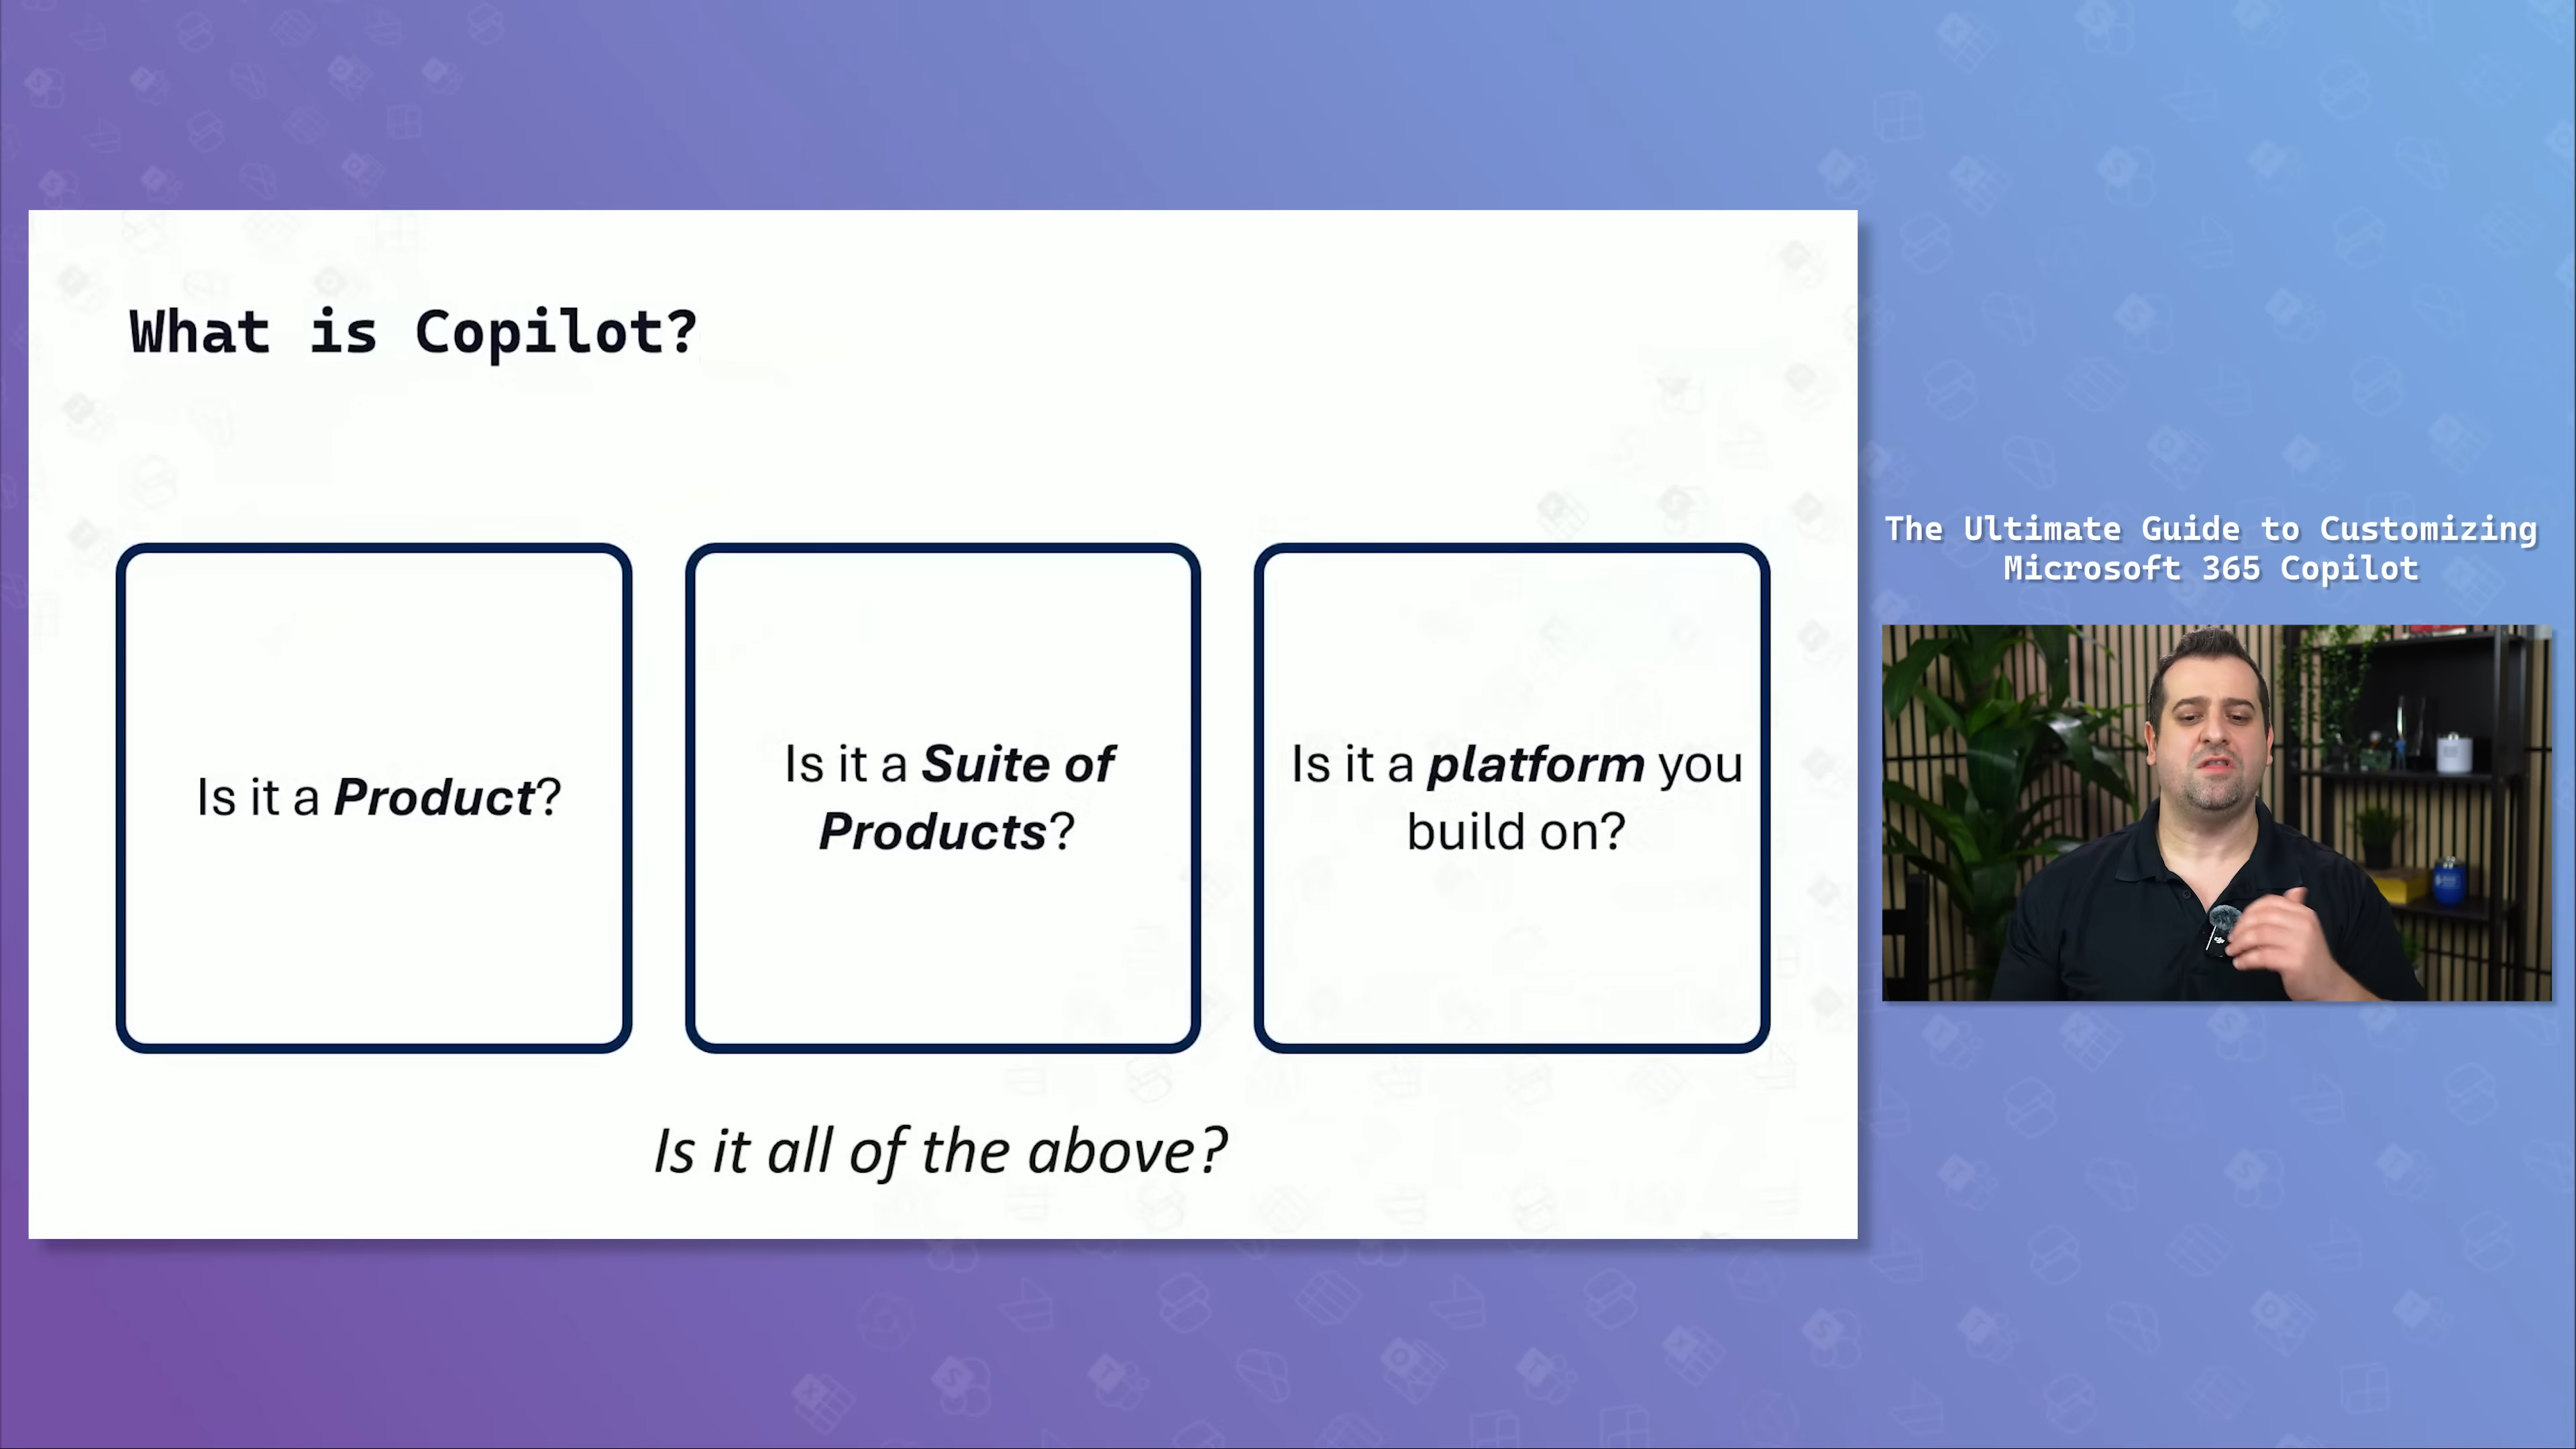 What is Copilot?
Is it a Product?
Is it a Suite of
Products?
Is it a platform you
build on?
Is it all of the above?
The Ultimate Guide to Customizing
Microsoft 365 Copilot